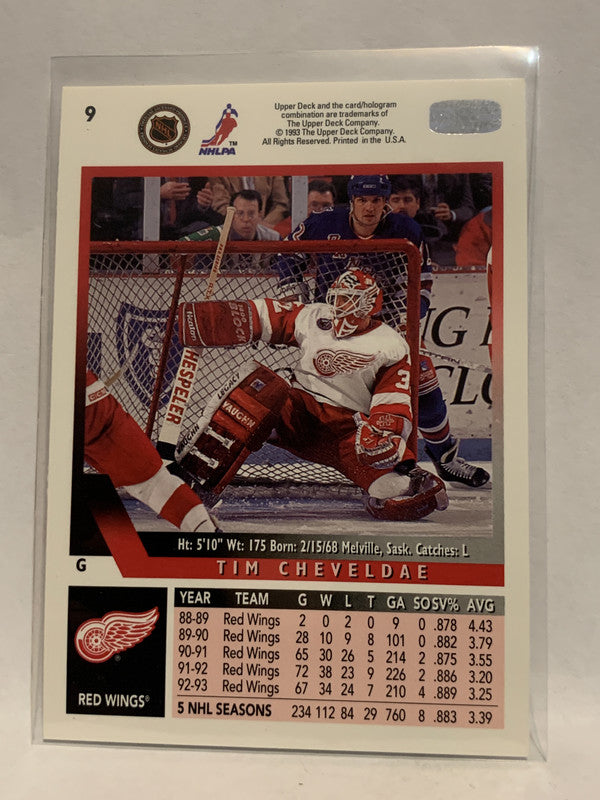 9
NHLPA™
Upper Deck and the card/hologram
combination are trademarks of
The Upper Deck Company.
© 1993 The Upper Deck Company.
All Rights Reserved. Printed in the U.S.A.
HESPELER
LEGACY
VAUGHN
Ht: 5'10" Wt: 175 Born: 2/15/68 Melville, Sask. Catches: L
G
TIM CHEVELDAE
YEAR TEAM G W L T GA SO SV% AVG
88-89 Red Wings 2 0 2 0 9 0 .878 4.43
89-90 Red Wings 28 10 9 8 101 0 .882 3.79
90-91 Red Wings 65 30 26 5 214 2 .875 3.55
91-92 Red Wings 72 38 23 9 226 2 .886 3.20
92-93 Red Wings 67 34 24 7 210 4 .889 3.25
5 NHL SEASONS 234 112 84 29 760 8 .883 3.39
RED WINGS®